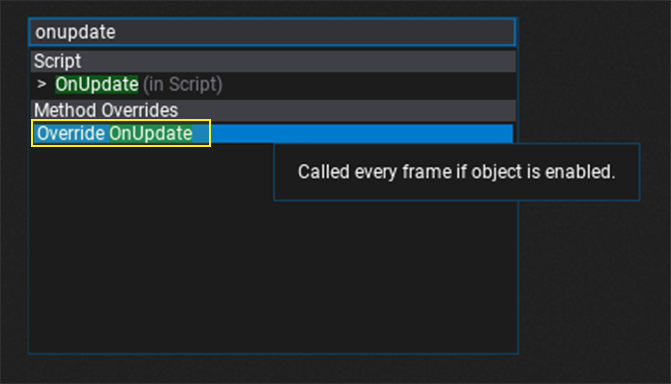 onupdate
Script
> OnUpdate (in Script)
Method Overrides
Override OnUpdate
Called every frame if object is enabled.